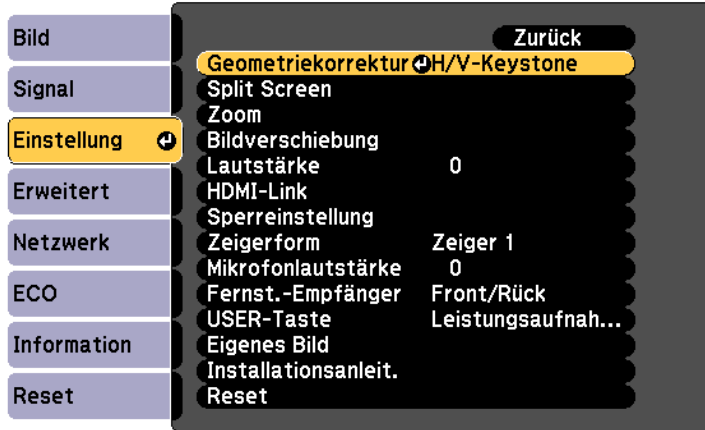 Bild
Signal
Einstellung
Erweitert
Netzwerk
ECO
Information
Reset
Zurück
Geometriekorrektur H/V-Keystone
Split Screen
Zoom
Bildverschiebung
Lautstärke 0
HDMI-Link
Sperreinstellung
Zeigerform Zeiger 1
Mikrofonlautstärke 0
Fernst.-Empfänger Front/Rück
USER-Taste Leistungsaufnah...
Eigenes Bild
Installationsanleit.
Reset